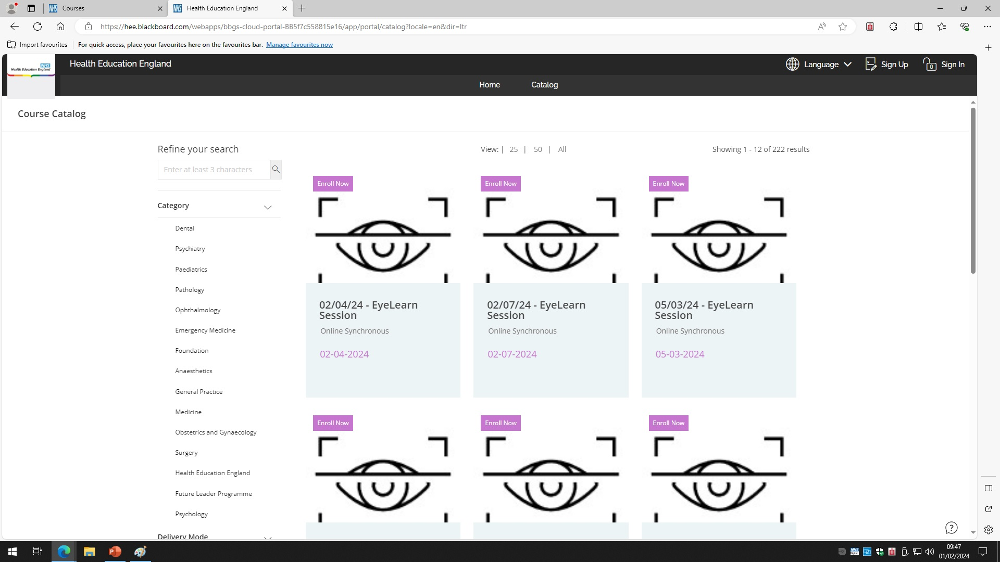 Courses
Health Education England
https://hee.blackboard.com/webapps/bbgs-cloud-portal-BB5f7c558815e16/app/portal/catalog?locale=en&dir=ltr
Import favourites
For quick access, place your favourites here on the favourites bar. Manage favourites now
NHS
Health Education England
Health Education England
Language
Sign Up
Sign In
Home
Catalog
Course Catalog
Refine your search
Enter at least 3 characters
View: | 25 | 50 | All
Showing 1 - 12 of 222 results
Category
Dental
Psychiatry
Paediatrics
Pathology
Ophthalmology
Emergency Medicine
Foundation
Anaesthetics
General Practice
Medicine
Obstetrics and Gynaecology
Surgery
Health Education England
Future Leader Programme
Psychology
Delivery Mode
Enroll Now
02/04/24 - EyeLearn
Session
Online Synchronous
02-04-2024
Enroll Now
02/07/24 - EyeLearn
Session
Online Synchronous
02-07-2024
Enroll Now
05/03/24 - EyeLearn
Session
Online Synchronous
05-03-2024
Enroll Now
Enroll Now
Enroll Now
09:47
01/02/2024